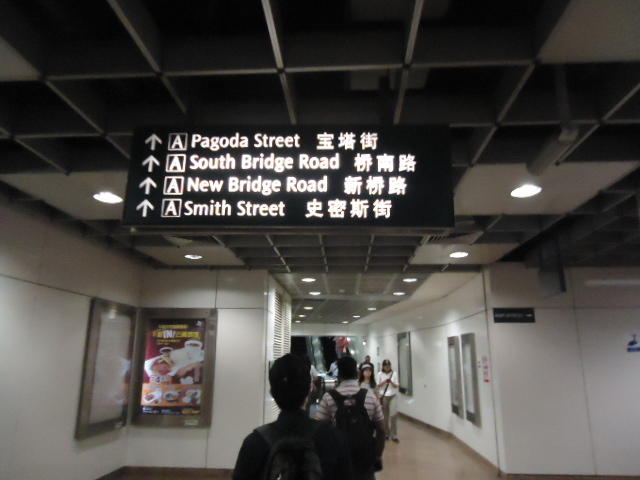 ↑ A Pagoda Street 宝塔街
↑ A South Bridge Road 桥南路
↑ A New Bridge Road 新桥路
↑ A Smith Street 史密斯街